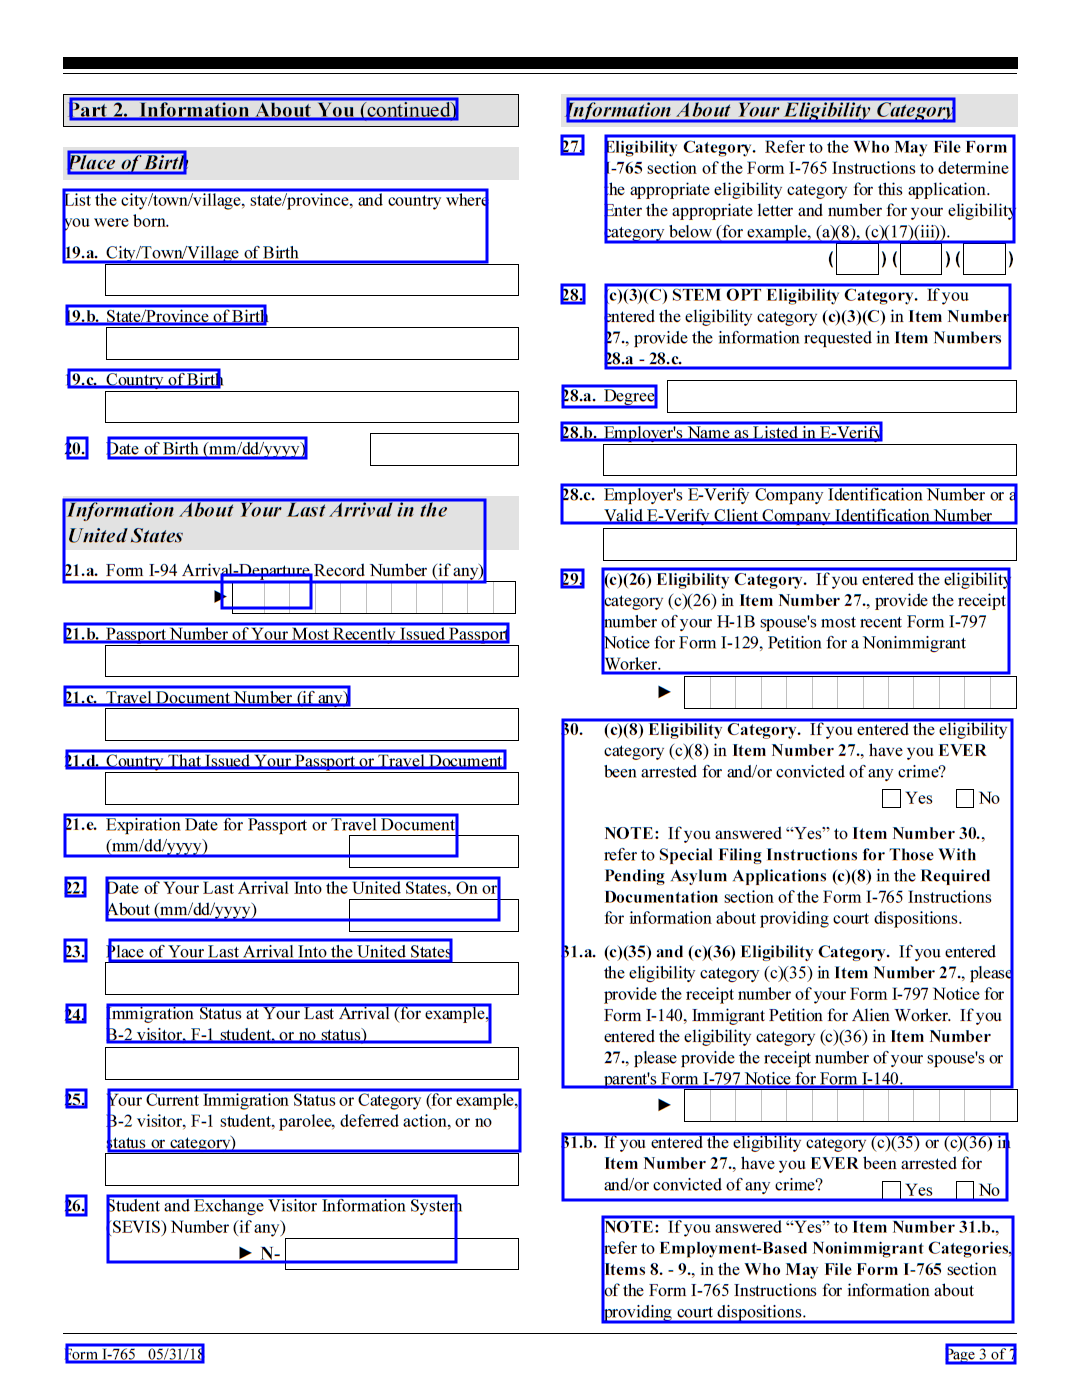 Part 2. Information About You (continued)
Place of Birth
List the city/town/village, state/province, and country where
you were born.
19.a. City/Town/Village of Birth
19.b. State/Province of Birth
19.c. Country of Birth
20. Date of Birth (mm/dd/yyyy)
Information About Your Last Arrival in the
United States
21.a. Form I-94 Arrival-Departure Record Number (if any)
►
21.b. Passport Number of Your Most Recently Issued Passport
21.c. Travel Document Number (if any)
21.d. Country That Issued Your Passport or Travel Document
21.e. Expiration Date for Passport or Travel Document
(mm/dd/yyyy)
22. Date of Your Last Arrival Into the United States, On or
About (mm/dd/yyyy)
23. Place of Your Last Arrival Into the United States
24. Immigration Status at Your Last Arrival (for example,
B-2 visitor, F-1 student, or no status)
25. Your Current Immigration Status or Category (for example,
B-2 visitor, F-1 student, parolee, deferred action, or no
status or category)
26. Student and Exchange Visitor Information System
(SEVIS) Number (if any)
► N-
Information About Your Eligibility Category
27. Eligibility Category. Refer to the Who May File Form
I-765 section of the Form I-765 Instructions to determine
the appropriate eligibility category for this application.
Enter the appropriate letter and number for your eligibility
category below (for example, (a)(8), (c)(17)(iii)).
( ) ( ) ( )
28. (c)(3)(C) STEM OPT Eligibility Category. If you
entered the eligibility category (c)(3)(C) in Item Number
27., provide the information requested in Item Numbers
28.a - 28.c.
28.a. Degree
28.b. Employer's Name as Listed in E-Verify
28.c. Employer's E-Verify Company Identification Number or a
Valid E-Verify Client Company Identification Number
29. (c)(26) Eligibility Category. If you entered the eligibility
category (c)(26) in Item Number 27., provide the receipt
number of your H-1B spouse's most recent Form I-797
Notice for Form I-129, Petition for a Nonimmigrant
Worker.
►
30. (c)(8) Eligibility Category. If you entered the eligibility
category (c)(8) in Item Number 27., have you EVER
been arrested for and/or convicted of any crime?
Yes No
NOTE: If you answered “Yes” to Item Number 30.,
refer to Special Filing Instructions for Those With
Pending Asylum Applications (c)(8) in the Required
Documentation section of the Form I-765 Instructions
for information about providing court dispositions.
31.a. (c)(35) and (c)(36) Eligibility Category. If you entered
the eligibility category (c)(35) in Item Number 27., please
provide the receipt number of your Form I-797 Notice for
Form I-140, Immigrant Petition for Alien Worker. If you
entered the eligibility category (c)(36) in Item Number
27., please provide the receipt number of your spouse's or
parent's Form I-797 Notice for Form I-140.
►
31.b. If you entered the eligibility category (c)(35) or (c)(36) in
Item Number 27., have you EVER been arrested for
and/or convicted of any crime? Yes No
NOTE: If you answered “Yes” to Item Number 31.b.,
refer to Employment-Based Nonimmigrant Categories,
Items 8. - 9., in the Who May File Form I-765 section
of the Form I-765 Instructions for information about
providing court dispositions.
Form I-765 05/31/18
Page 3 of 7